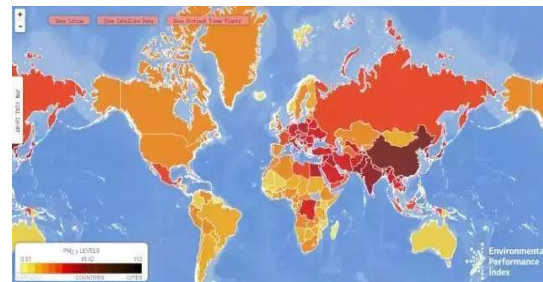 +
Show Cities
Show Satellite Data
Show Biggest Power Plants
-
ABOUT THIS MAP
PM2.5 LEVELS
COUNTRIES
CITIES
Environmental
Performance
Index